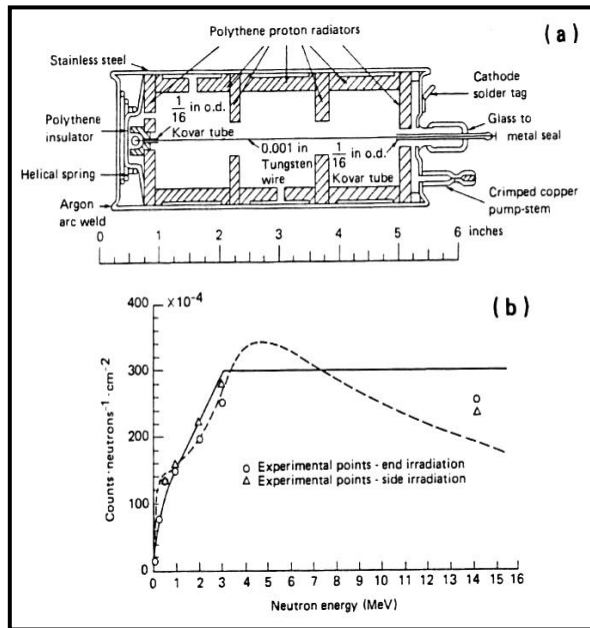 (a)
Polythene proton radiators
Stainless steel
Cathode
solder tag
Polythene
insulator
1/16 in o.d.
Kovar tube
Glass to
metal seal
0.001 in
Tungsten
wire
1/16 in o.d.
Kovar tube
Helical spring
Argon
arc weld
Crimped copper
pump-stem
0 1 2 3 4 5 6 inches
(b)
×10⁻⁴
400
300
200
100
0
Counts·neutrons⁻¹·cm⁻²
Experimental points - end irradiation
Experimental points - side irradiation
0 1 2 3 4 5 6 7 8 9 10 11 12 13 14 15 16
Neutron energy (MeV)